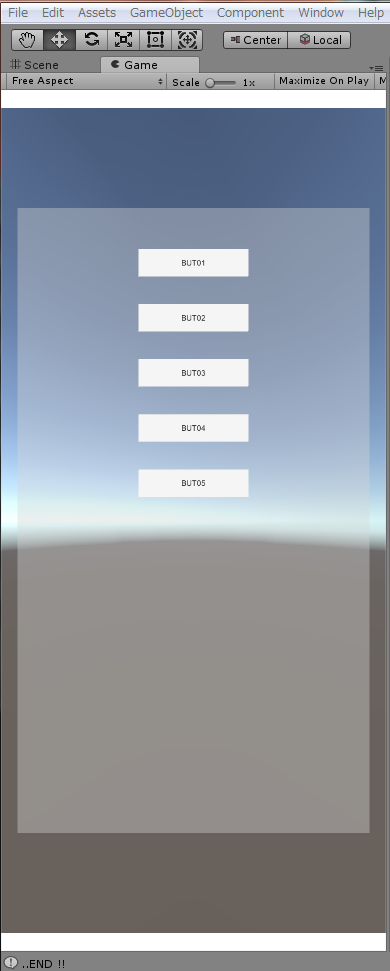 File Edit Assets GameObject Component Window Help
Center Local
Scene Game
Free Aspect Scale 1x Maximize On Play M
BUT01
BUT02
BUT03
BUT04
BUT05
..END !!